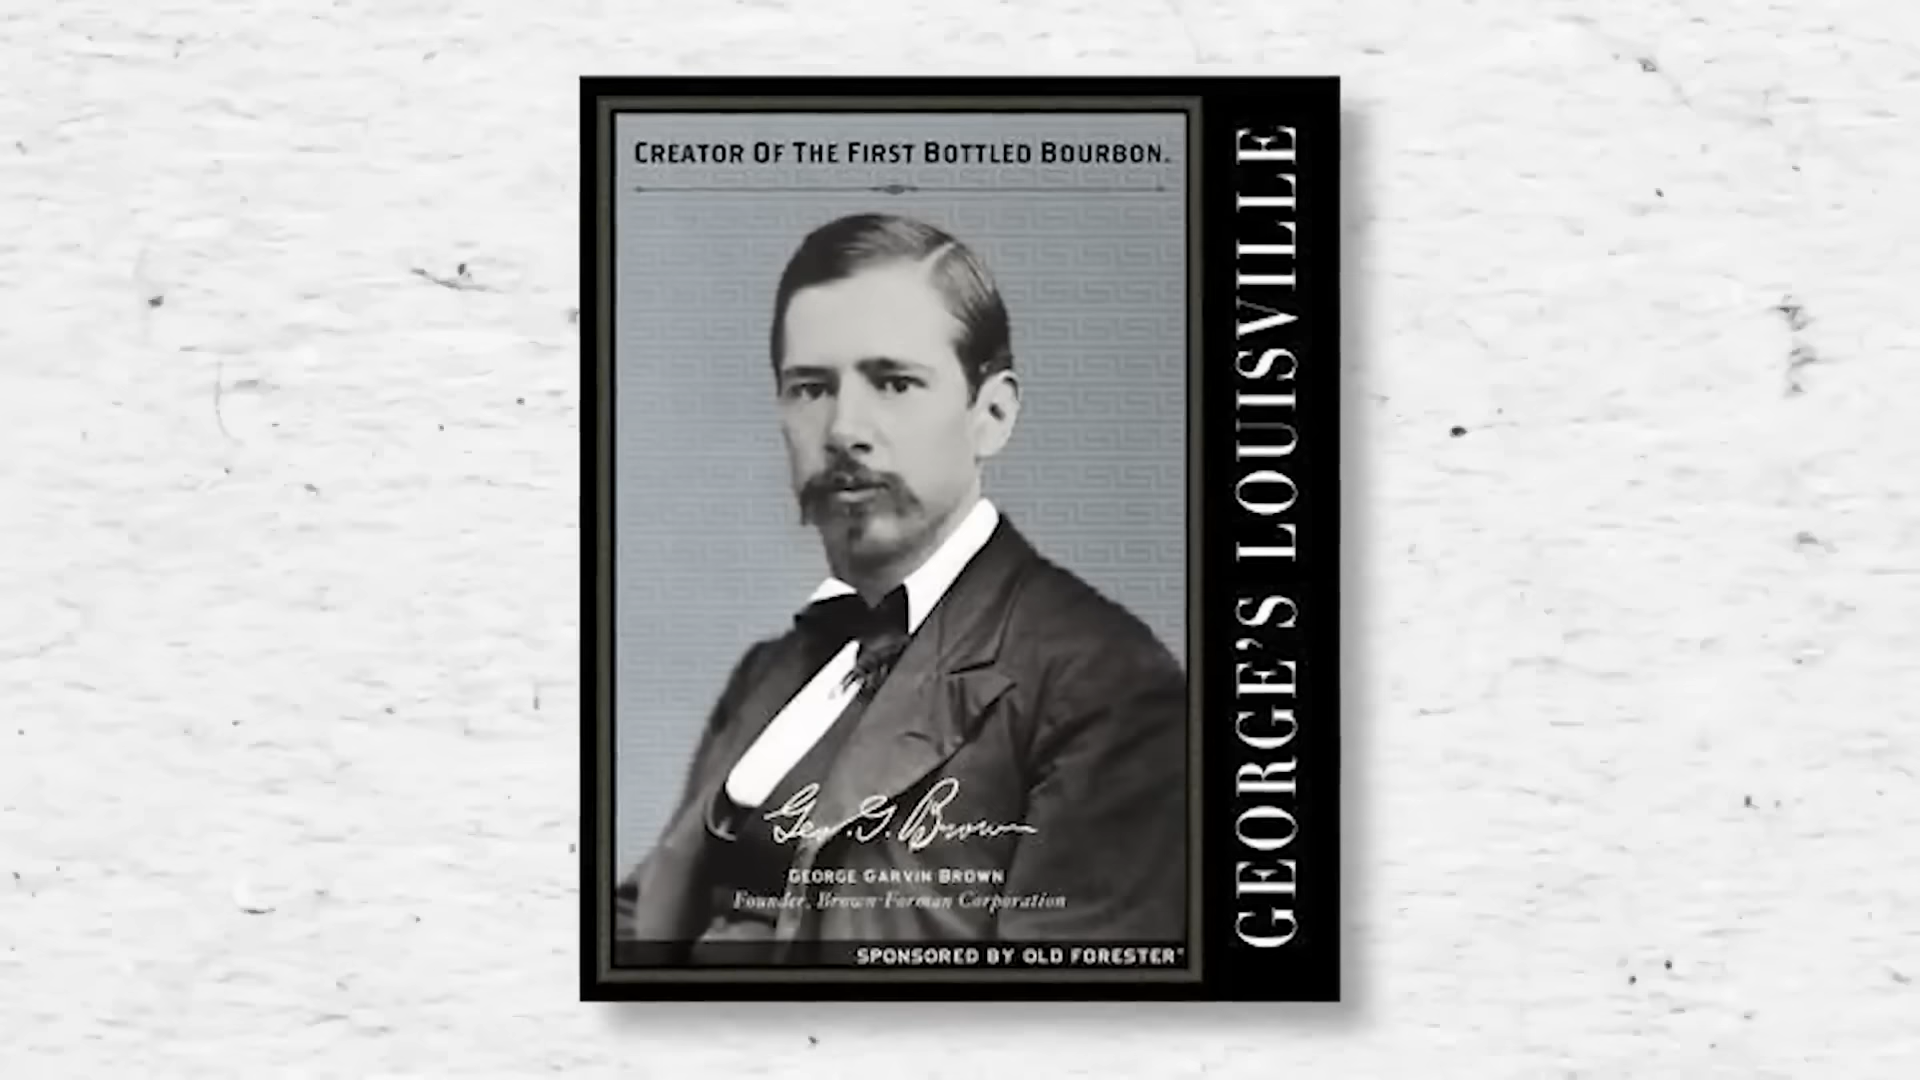 CREATOR OF THE FIRST BOTTLED BOURBON.
Geo. G. Brown
GEORGE GARVIN BROWN
Founder, Brown-Forman Corporation
SPONSORED BY OLD FORESTER
GEORGE'S LOUISVILLE